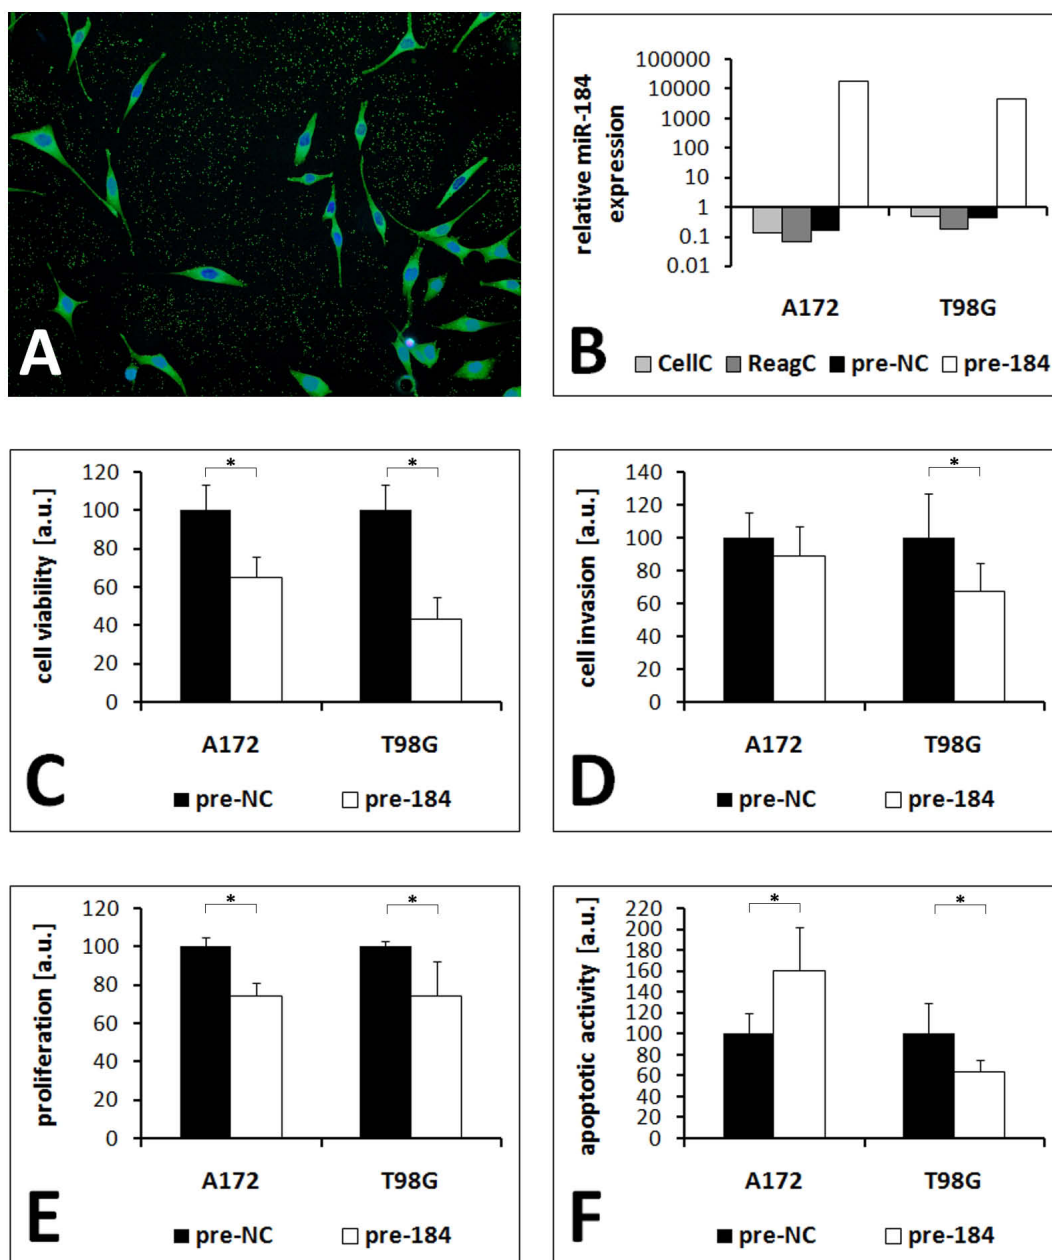 A
relative miR-184
expression
100000
10000
1000
100
10
1
0.1
0.01
A172 T98G
B
CellC ReagC pre-NC pre-184
cell viability [a.u.]
120
100
80
60
40
20
0
* *
A172 T98G
C
pre-NC pre-184
cell invasion [a.u.]
140
120
100
80
60
40
20
0
*
A172 T98G
D
pre-NC pre-184
proliferation [a.u.]
120
100
80
60
40
20
0
* *
A172 T98G
E
pre-NC pre-184
apoptotic activity [a.u.]
220
200
180
160
140
120
100
80
60
40
20
0
* *
A172 T98G
F
pre-NC pre-184